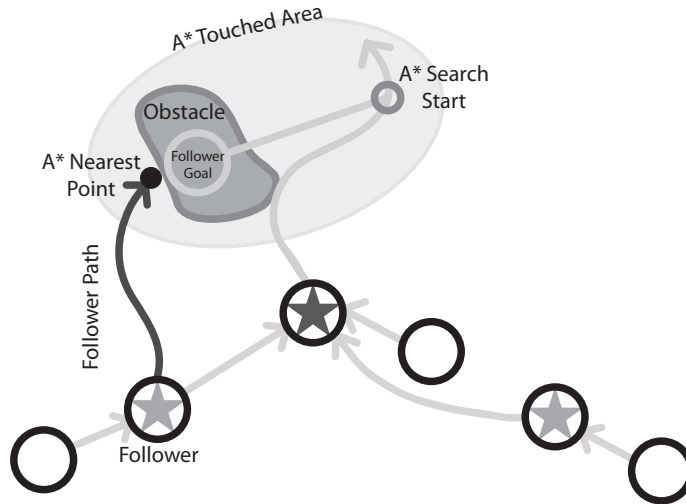 A* Touched Area
A* Search
Start
Obstacle
Follower
Goal
A* Nearest
Point
Follower Path
Follower